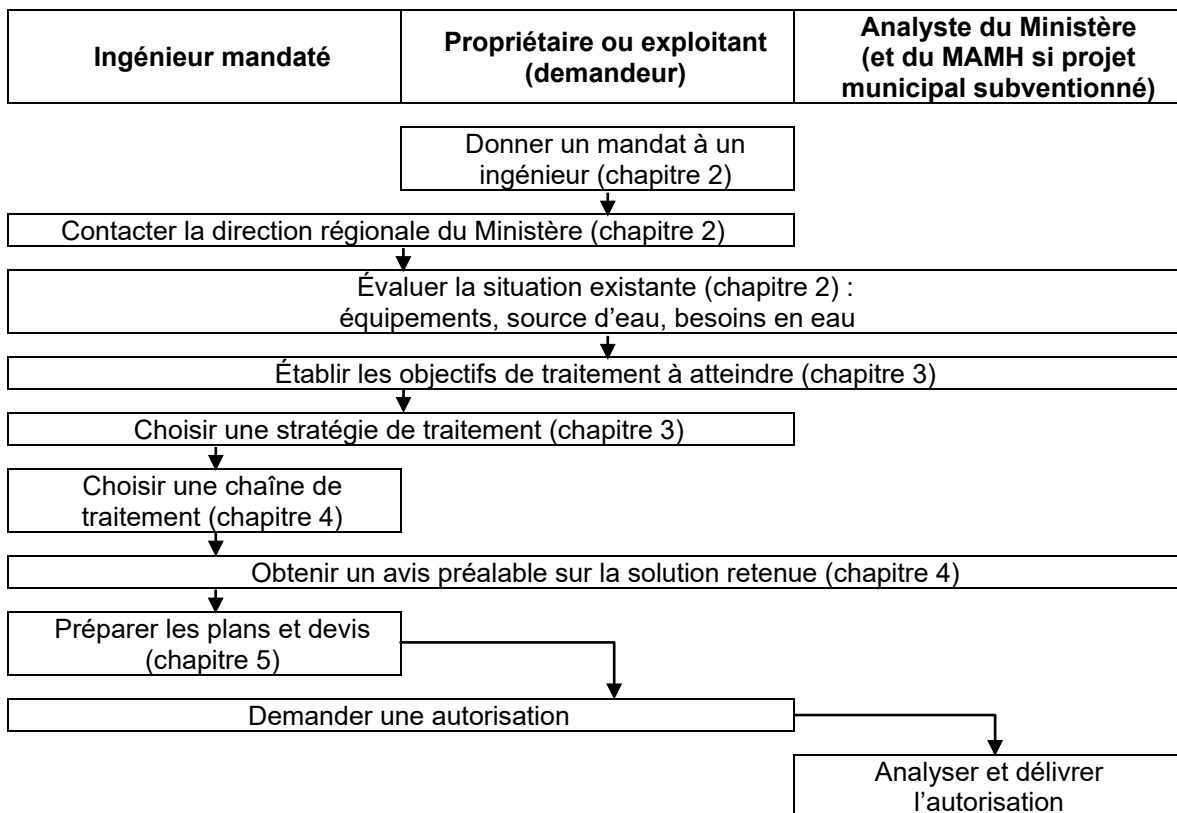 Ingénieur mandaté
Propriétaire ou exploitant
(demandeur)
Analyste du Ministère
(et du MAMH si projet
municipal subventionné)
Donner un mandat à un
ingénieur (chapitre 2)
Contacter la direction régionale du Ministère (chapitre 2)
Évaluer la situation existante (chapitre 2) :
équipements, source d’eau, besoins en eau
Établir les objectifs de traitement à atteindre (chapitre 3)
Choisir une stratégie de traitement (chapitre 3)
Choisir une chaîne de
traitement (chapitre 4)
Obtenir un avis préalable sur la solution retenue (chapitre 4)
Préparer les plans et devis
(chapitre 5)
Demander une autorisation
Analyser et délivrer
l’autorisation